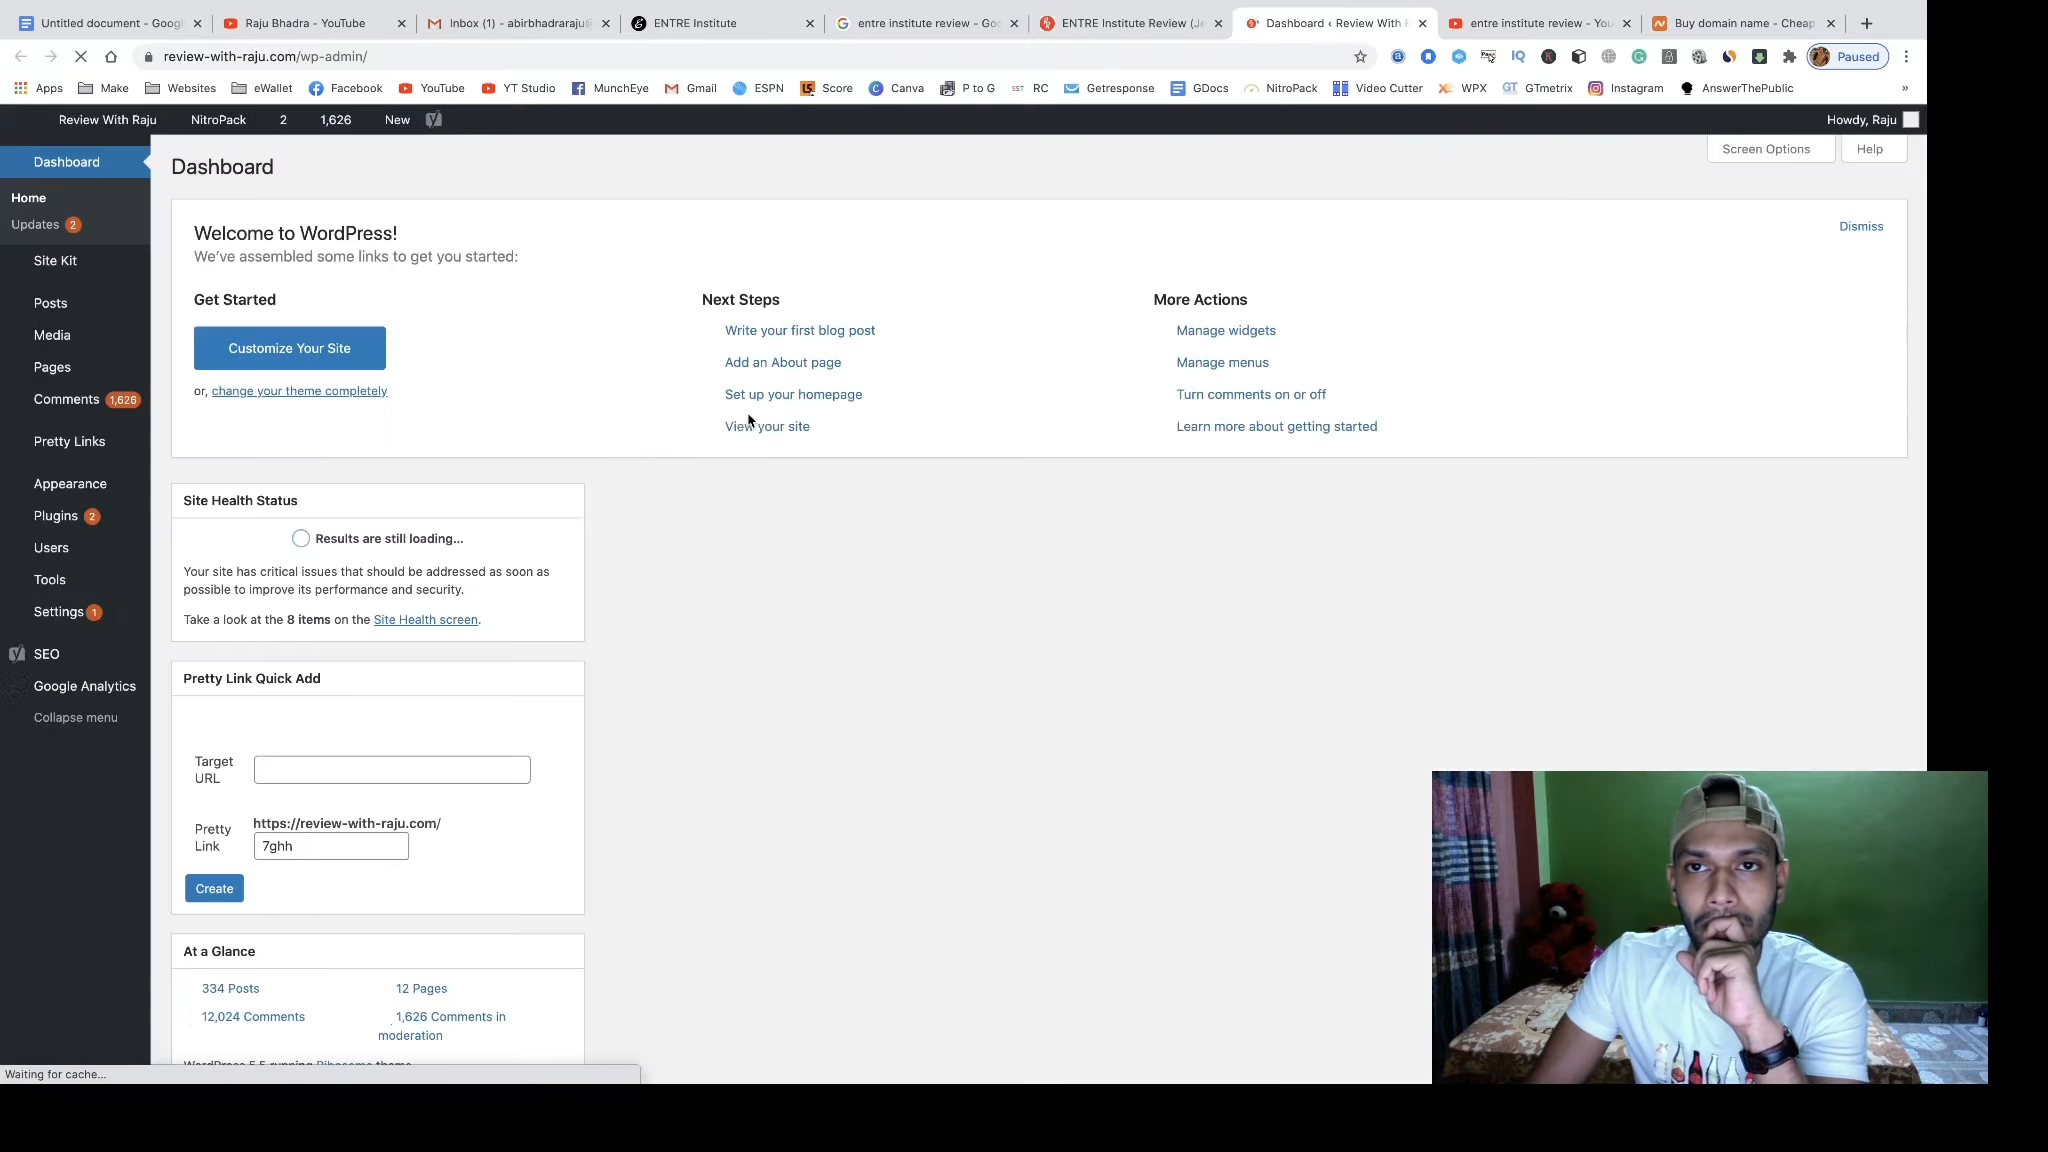 Untitled document - Googl
Raju Bhadra - YouTube
Inbox (1) - abirbhadraraju@
ENTRE Institute
entre institute review - Goo
ENTRE Institute Review (Je
Dashboard ‹ Review With R
entre institute review - You
Buy domain name - Cheap
review-with-raju.com/wp-admin/
Paused
Apps
Make
Websites
eWallet
Facebook
YouTube
YT Studio
MunchEye
Gmail
ESPN
Score
Canva
P to G
SST RC
Getresponse
GDocs
NitroPack
Video Cutter
WPX
GTmetrix
Instagram
AnswerThePublic
»
Review With Raju
NitroPack
2
1,626
New
Howdy, Raju
Dashboard
Home
Updates 2
Site Kit
Posts
Media
Pages
Comments 1,626
Pretty Links
Appearance
Plugins 2
Users
Tools
Settings 1
SEO
Google Analytics
Collapse menu
Dashboard
Screen Options
Help
Welcome to WordPress!
We've assembled some links to get you started:
Dismiss
Get Started
Customize Your Site
or, change your theme completely
Next Steps
Write your first blog post
Add an About page
Set up your homepage
View your site
More Actions
Manage widgets
Manage menus
Turn comments on or off
Learn more about getting started
Site Health Status
Results are still loading...
Your site has critical issues that should be addressed as soon as
possible to improve its performance and security.
Take a look at the 8 items on the Site Health screen.
Pretty Link Quick Add
Target
URL
Pretty
Link
https://review-with-raju.com/
7ghh
Create
At a Glance
334 Posts
12 Pages
12,024 Comments
1,626 Comments in
moderation
WordPress 5.5 running Ribosome theme
Waiting for cache...